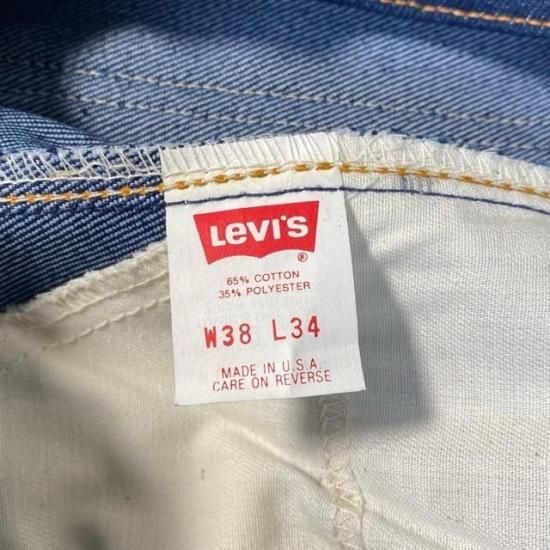 LeVI'S
®
65% COTTON
35% POLYESTER
W38 L34
MADE IN U.S.A.
CARE ON REVERSE